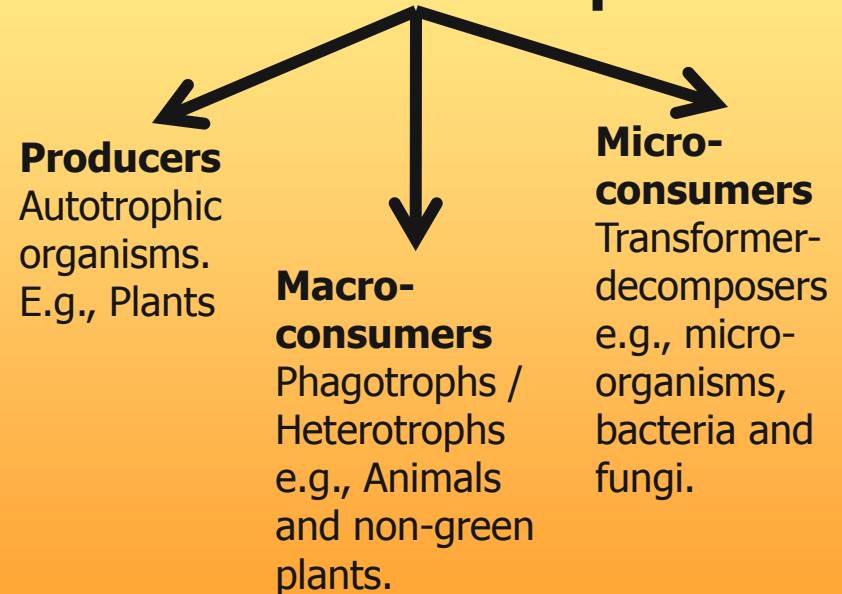 Producers
Autotrophic
organisms.
E.g., Plants
Macro-
consumers
Phagotrophs /
Heterotrophs
e.g., Animals
and non-green
plants.
Micro-
consumers
Transformer-
decomposers
e.g., micro-
organisms,
bacteria and
fungi.